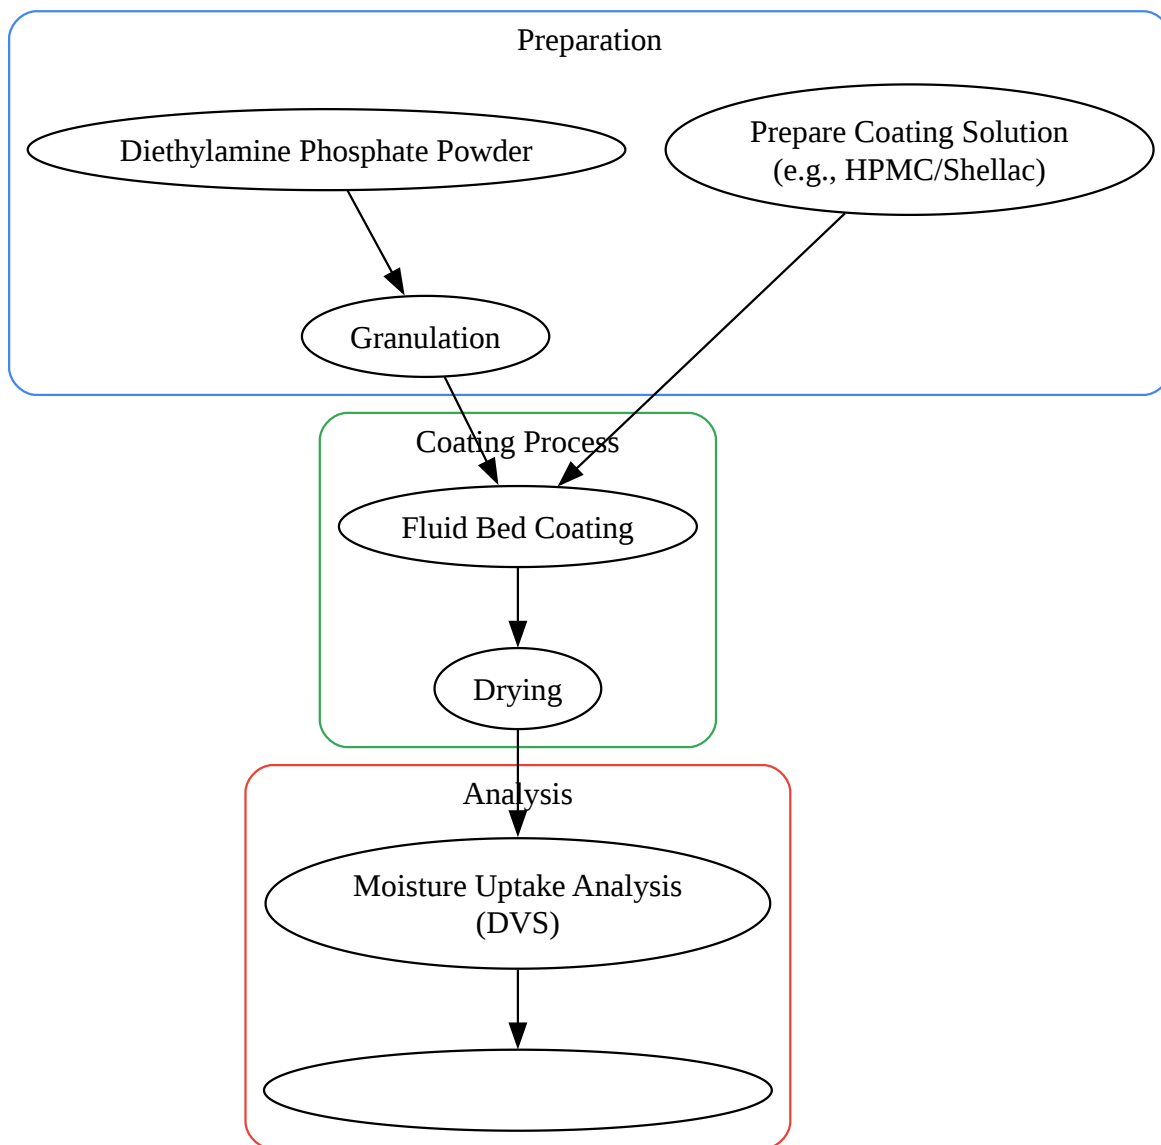 Preparation
Diethylamine Phosphate Powder
Prepare Coating Solution
(e.g., HPMC/Shellac)
Granulation
Coating Process
Fluid Bed Coating
Drying
Analysis
Moisture Uptake Analysis
(DVS)